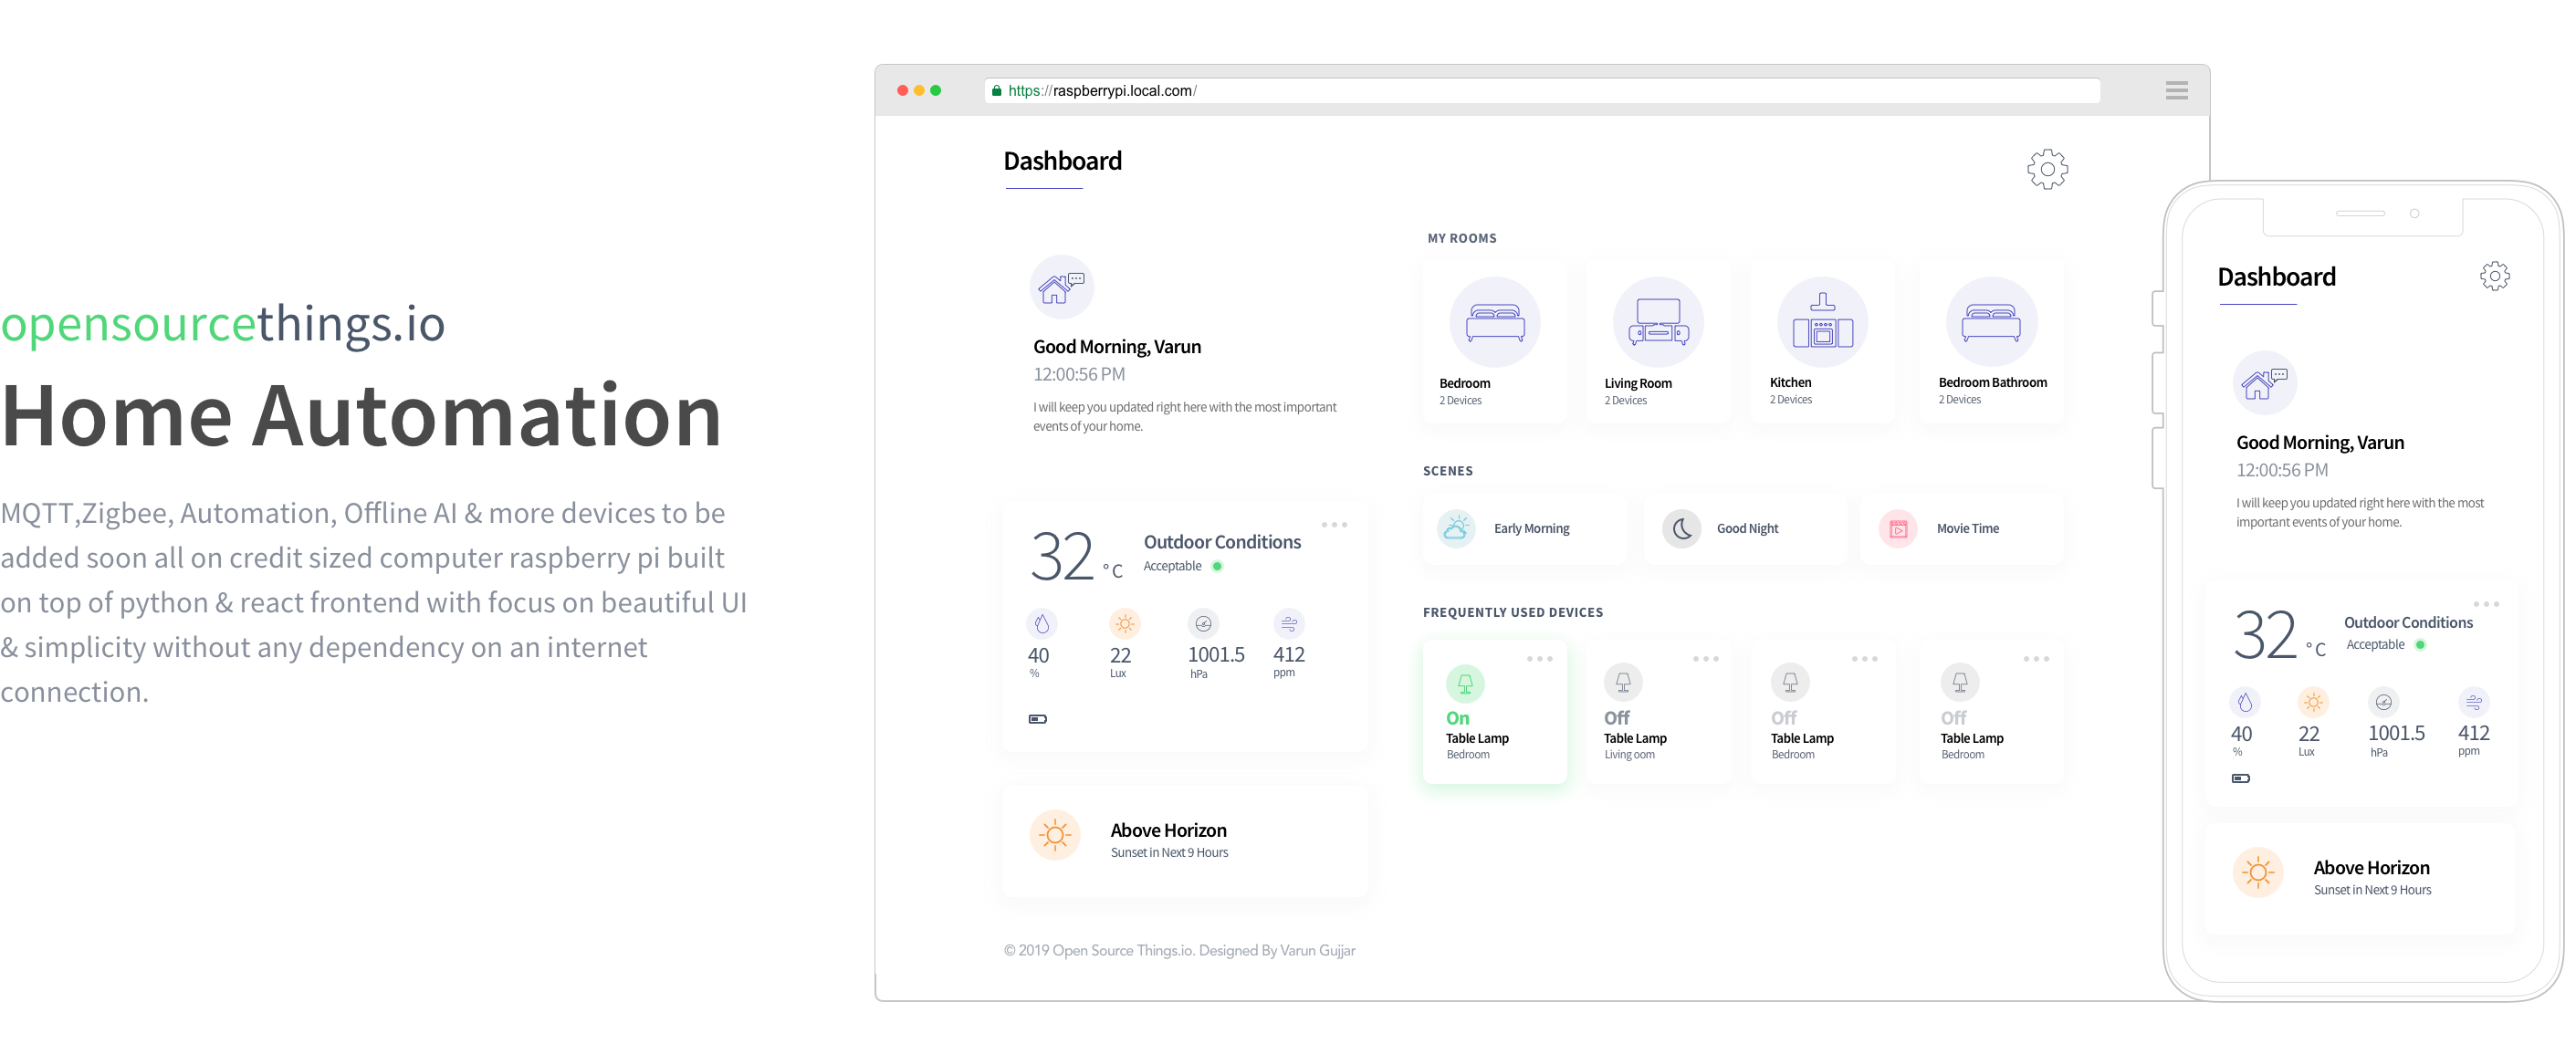 opensourcethings.io
Home Automation
MQTT,Zigbee, Automation, Offline AI & more devices to be
added soon all on credit sized computer raspberry pi built
on top of python & react frontend with focus on beautiful UI
& simplicity without any dependency on an internet
connection.
https://raspberrypi.local.com/
Dashboard
Good Morning, Varun
12:00:56 PM
I will keep you updated right here with the most important
events of your home.
32 °C
Outdoor Conditions
Acceptable
40 22 1001.5 412
% Lux hPa ppm
Above Horizon
Sunset in Next 9 Hours
© 2019 Open Source Things.io. Designed By Varun Gujjar
MY ROOMS
Bedroom Living Room Kitchen Bedroom Bathroom
2 Devices 2 Devices 2 Devices 2 Devices
SCENES
Early Morning Good Night Movie Time
FREQUENTLY USED DEVICES
On Off Off Off
Table Lamp Table Lamp Table Lamp Table Lamp
Bedroom Living oom Bedroom Bedroom
Dashboard
Good Morning, Varun
12:00:56 PM
I will keep you updated right here with the most
important events of your home.
32 °C
Outdoor Conditions
Acceptable
40 22 1001.5 412
% Lux hPa ppm
Above Horizon
Sunset in Next 9 Hours